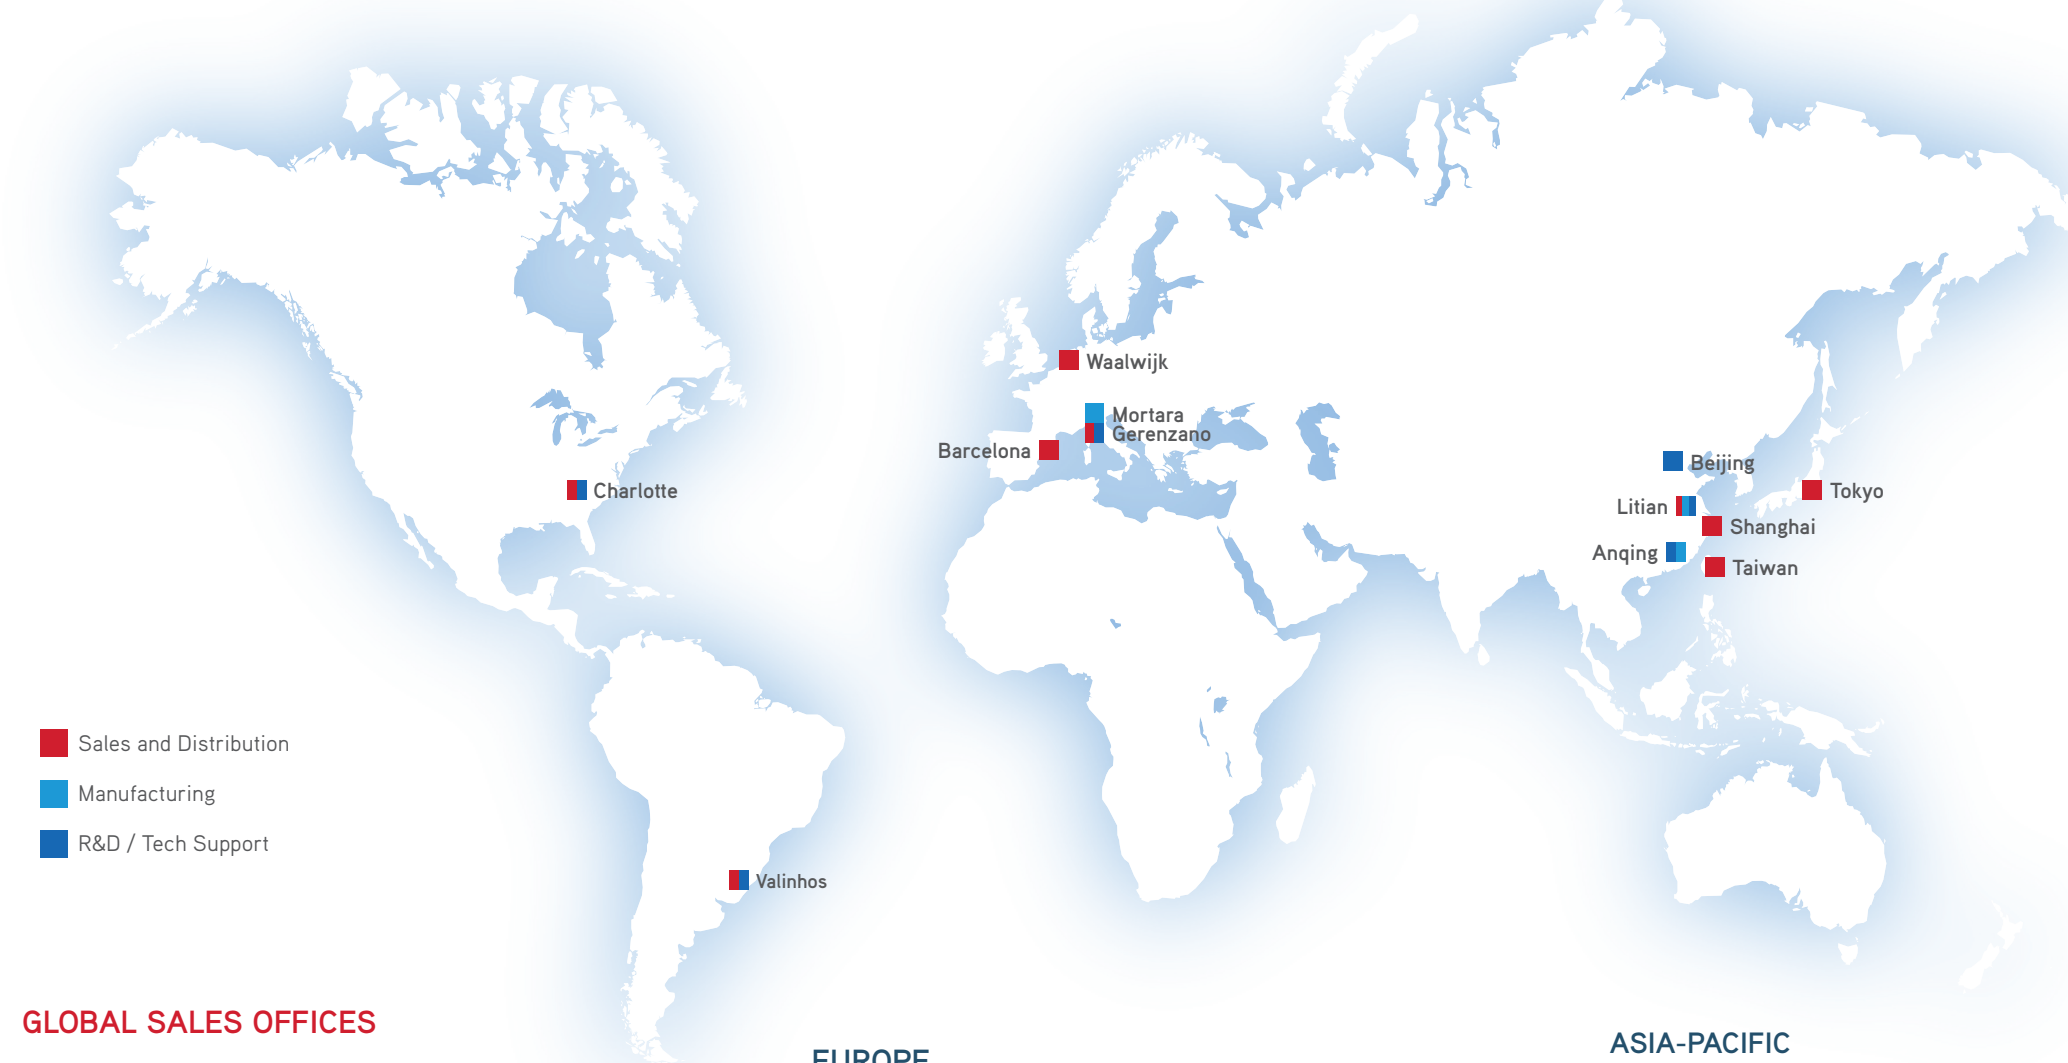 Waalwijk
Mortara
Gerenzano
Barcelona
Charlotte
Beijing
Tokyo
Litian
Shanghai
Anqing
Taiwan
Sales and Distribution
Manufacturing
R&D / Tech Support
Valinhos
GLOBAL SALES OFFICES
EUROPE
ASIA-PACIFIC